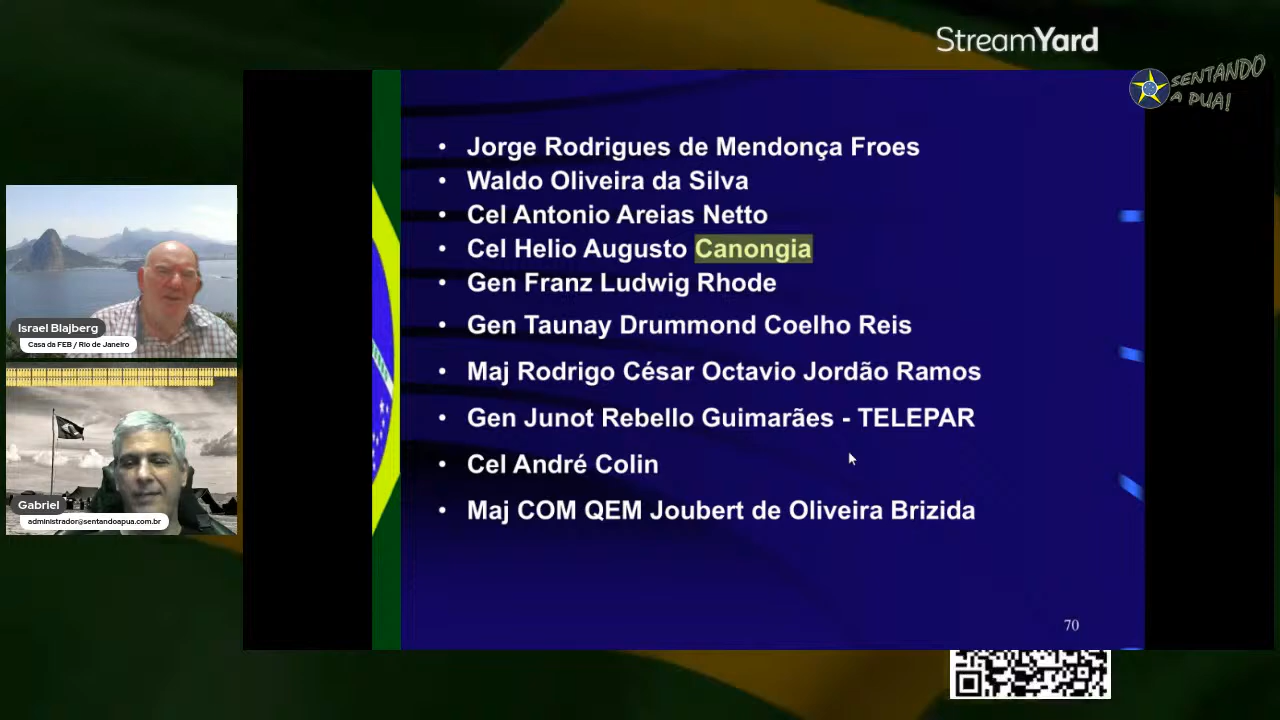 StreamYard
SENTANDO
A PUA!
• Jorge Rodrigues de Mendonça Froes
• Waldo Oliveira da Silva
• Cel Antonio Areias Netto
• Cel Helio Augusto Canongia
• Gen Franz Ludwig Rhode
• Gen Taunay Drummond Coelho Reis
• Maj Rodrigo César Octavio Jordão Ramos
• Gen Junot Rebello Guimarães - TELEPAR
• Cel André Colin
• Maj COM QEM Joubert de Oliveira Brizida
70
Israel Blajberg
Casa da FEB / Rio de Janeiro
Gabriel
administrador@sentandoapua.com.br